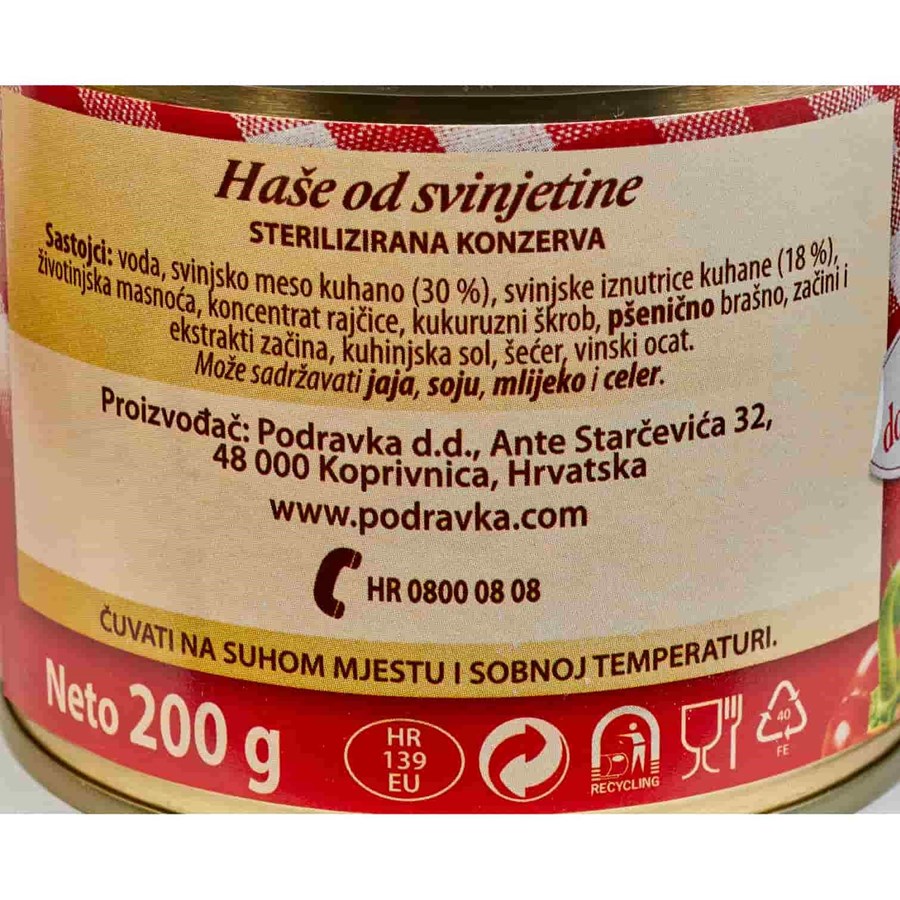 Haše od svinjetine
STERILIZIRANA KONZERVA
Sastojci: voda, svinjsko meso kuhano (30 %), svinjske iznutrice kuhane (18 %),
životinjska masnoća, koncentrat rajčice, kukuruzni škrob, pšenično brašno, začini i
ekstrakti začina, kuhinjska sol, šećer, vinski ocat.
Može sadržavati jaja, soju, mlijeko i celer.
Proizvođač: Podravka d.d., Ante Starčevića 32,
48 000 Koprivnica, Hrvatska
www.podravka.com
HR 0800 08 08
ČUVATI NA SUHOM MJESTU I SOBNOJ TEMPERATURI.
Neto 200 g
HR
139
EU
RECYCLING
40
FE